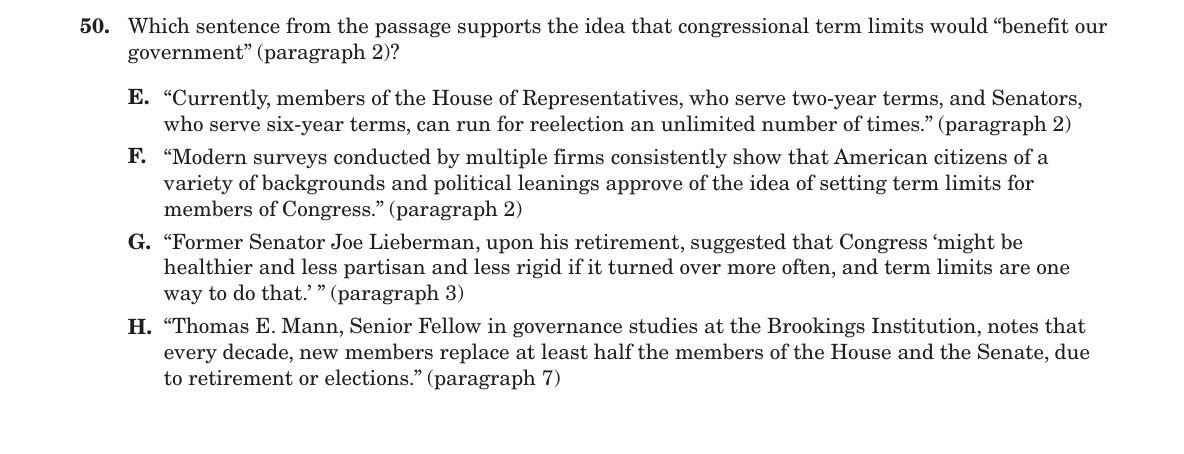 50. Which sentence from the passage supports the idea that congressional term limits would “benefit our
government” (paragraph 2)?
E. “Currently, members of the House of Representatives, who serve two-year terms, and Senators,
who serve six-year terms, can run for reelection an unlimited number of times.” (paragraph 2)
F. “Modern surveys conducted by multiple firms consistently show that American citizens of a
variety of backgrounds and political leanings approve of the idea of setting term limits for
members of Congress.” (paragraph 2)
G. “Former Senator Joe Lieberman, upon his retirement, suggested that Congress ‘might be
healthier and less partisan and less rigid if it turned over more often, and term limits are one
way to do that.’ ” (paragraph 3)
H. “Thomas E. Mann, Senior Fellow in governance studies at the Brookings Institution, notes that
every decade, new members replace at least half the members of the House and the Senate, due
to retirement or elections.” (paragraph 7)